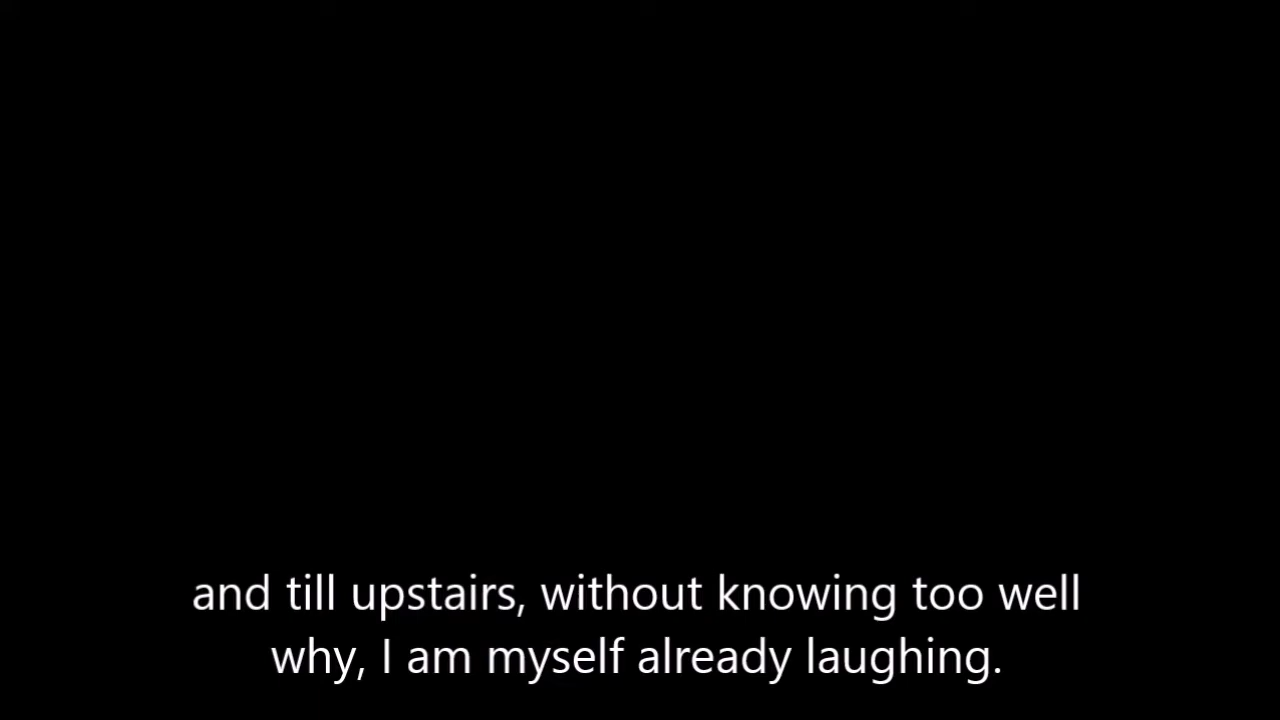 and till upstairs, without knowing too well
why, I am myself already laughing.